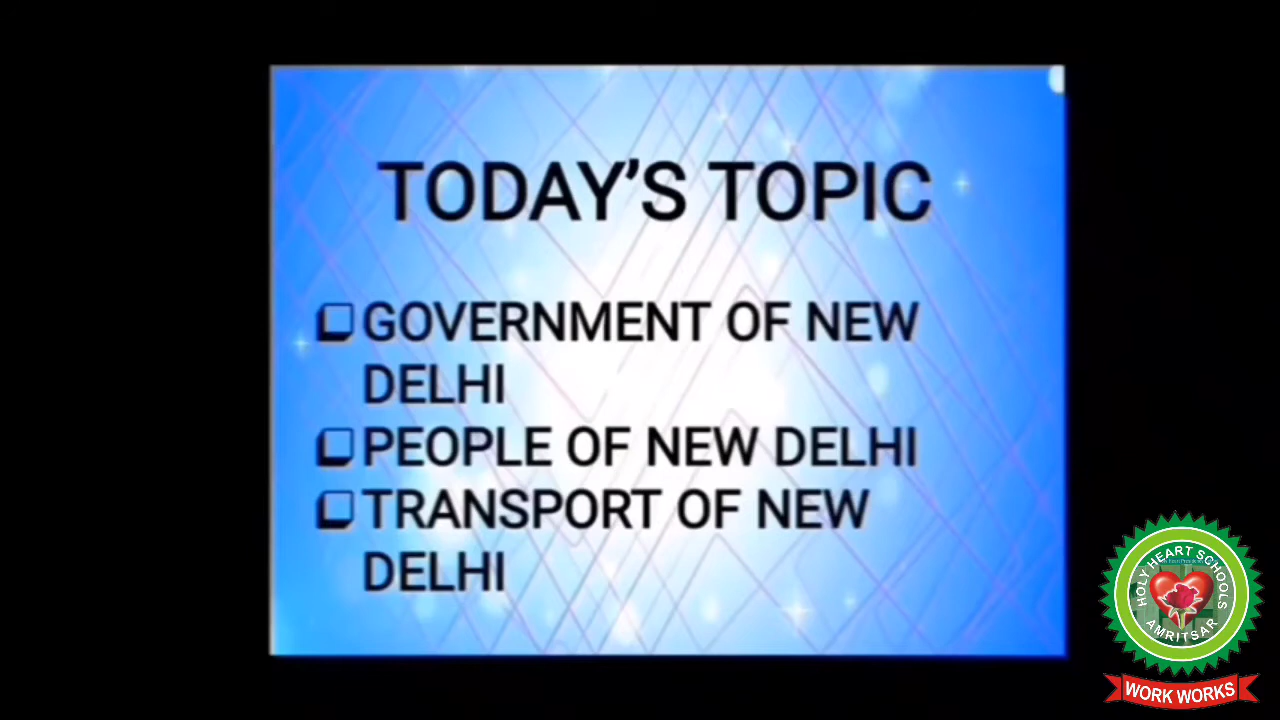 TODAY'S TOPIC
❑GOVERNMENT OF NEW
DELHI
❑PEOPLE OF NEW DELHI
❑TRANSPORT OF NEW
DELHI
HOLY HEART SCHOOLS
AMRITSAR
WORK WORKS